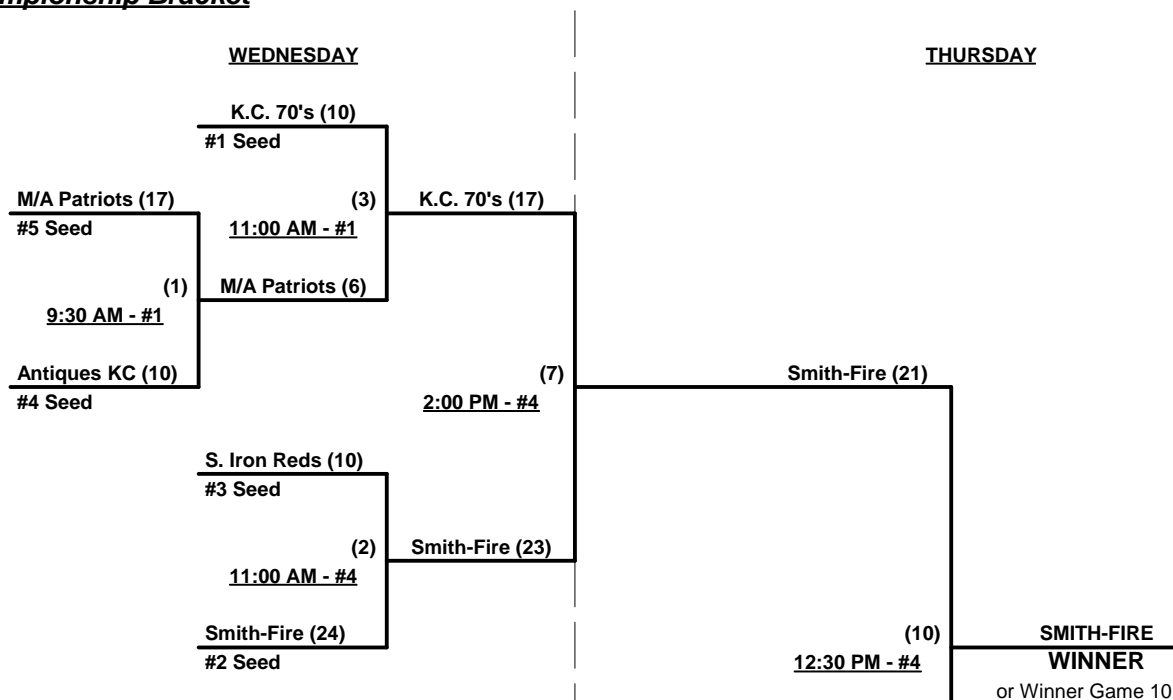 WEDNESDAY
THURSDAY
K.C. 70's (10)
#1 Seed
M/A Patriots (17)
(3)
K.C. 70's (17)
#5 Seed
11:00 AM - #1
(1)
M/A Patriots (6)
9:30 AM - #1
Antiques KC (10)
(7)
Smith-Fire (21)
#4 Seed
2:00 PM - #4
S. Iron Reds (10)
#3 Seed
(2)
Smith-Fire (23)
11:00 AM - #4
Smith-Fire (24)
(10)
SMITH-FIRE
#2 Seed
12:30 PM - #4
WINNER
or Winner Game 10